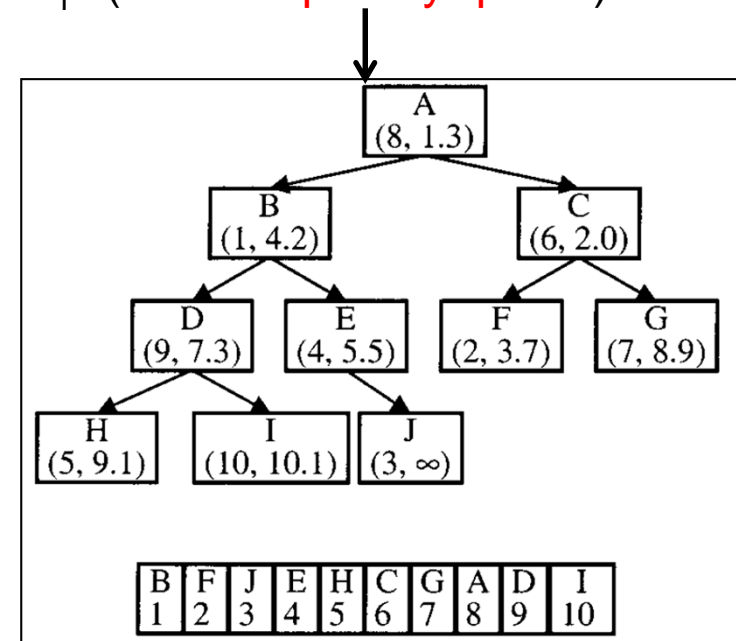 A
(8, 1.3)
B
(1, 4.2)
C
(6, 2.0)
D
(9, 7.3)
E
(4, 5.5)
F
(2, 3.7)
G
(7, 8.9)
H
(5, 9.1)
I
(10, 10.1)
J
(3, ∞)
B F J E H C G A D I
1 2 3 4 5 6 7 8 9 10